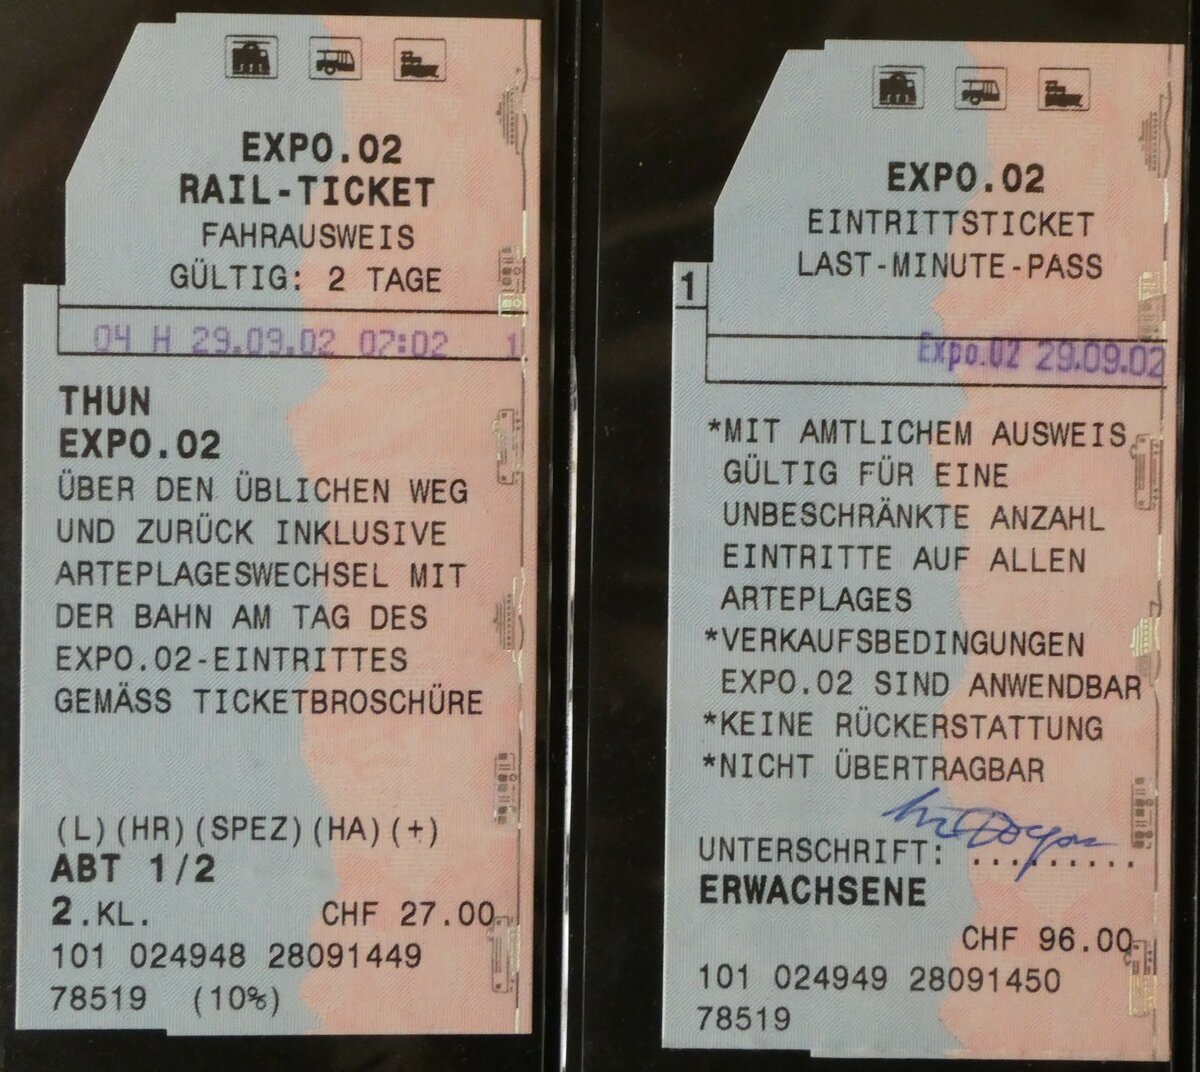 EXPO.02
RAIL-TICKET
FAHRAUSWEIS
GÜLTIG: 2 TAGE
04 H 29.09.02 07:02 1
THUN
EXPO.02
ÜBER DEN ÜBLICHEN WEG
UND ZURÜCK INKLUSIVE
ARTEPLAGESWECHSEL MIT
DER BAHN AM TAG DES
EXPO.02-EINTRITTES
GEMÄSS TICKETBROSCHÜRE
(L)(HR)(SPEZ)(HA)(+)
ABT 1/2
2.KL. CHF 27.00
101 024948 28091449
78519 (10%)
EXPO.02
EINTRITTSTICKET
LAST-MINUTE-PASS
1
Expo.02 29.09.02
*MIT AMTLICHEM AUSWEIS
GÜLTIG FÜR EINE
UNBESCHRÄNKTE ANZAHL
EINTRITTE AUF ALLEN
ARTEPLAGES
*VERKAUFSBEDINGUNGEN
EXPO.02 SIND ANWENDBAR
*KEINE RÜCKERSTATTUNG
*NICHT ÜBERTRAGBAR
UNTERSCHRIFT: .........
ERWACHSENE
CHF 96.00
101 024949 28091450
78519